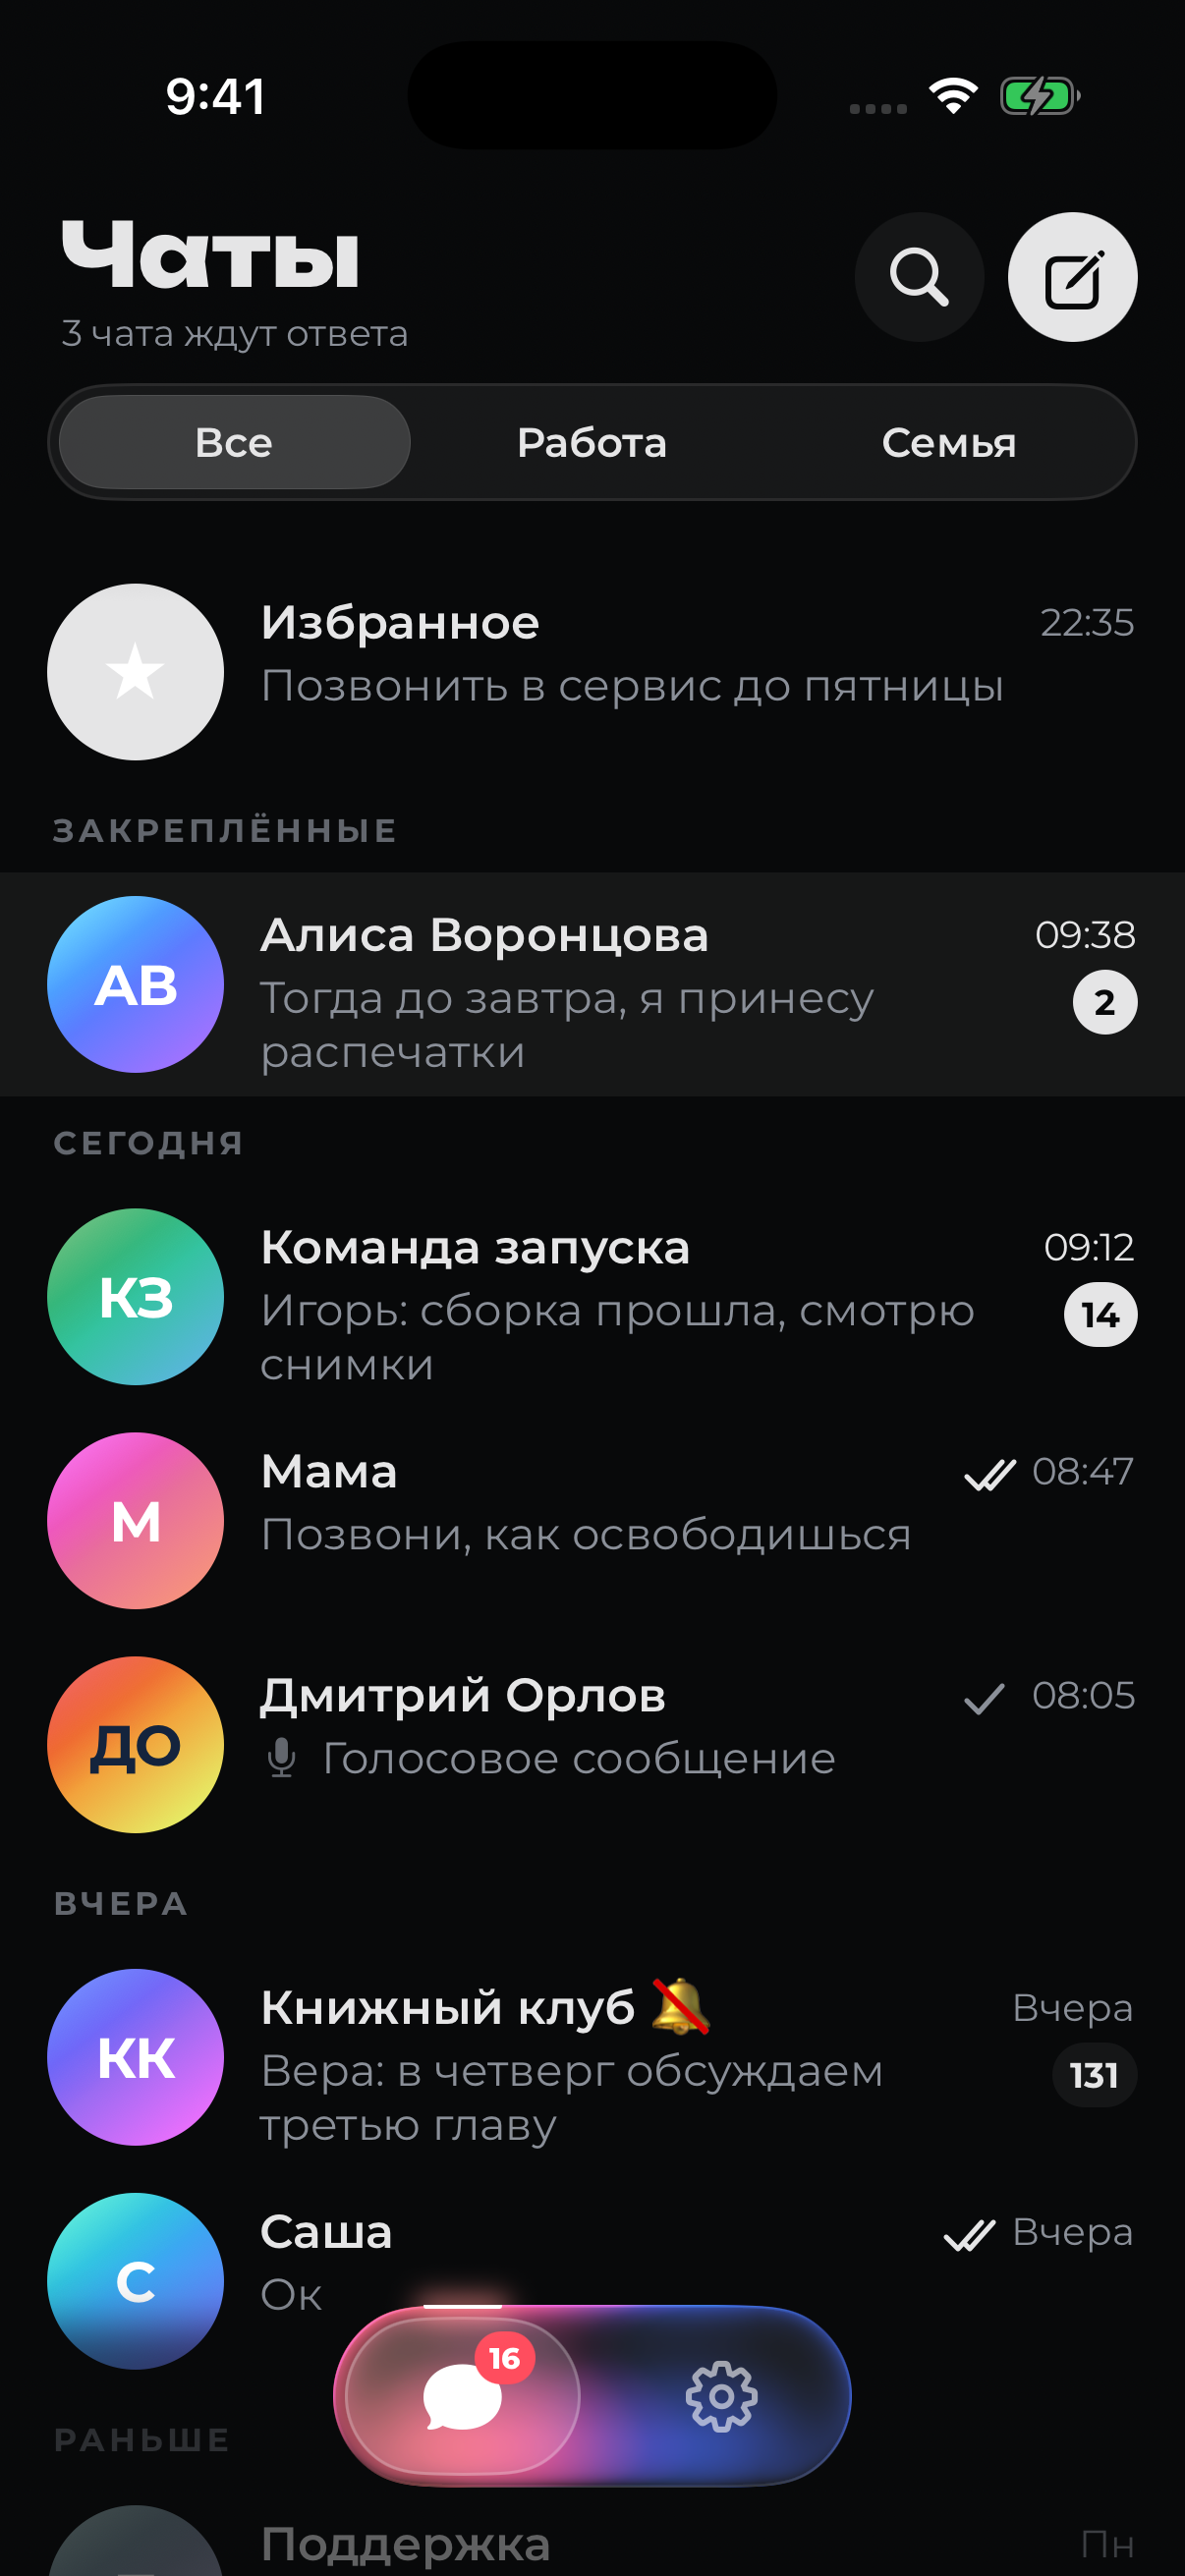 9:41
Чаты
3 чата ждут ответа
Все
Работа
Семья
Избранное
22:35
Позвонить в сервис до пятницы
ЗАКРЕПЛЁННЫЕ
АВ
Алиса Воронцова
09:38
Тогда до завтра, я принесу
распечатки
2
СЕГОДНЯ
КЗ
Команда запуска
09:12
Игорь: сборка прошла, смотрю
снимки
14
М
Мама
08:47
Позвони, как освободишься
ДО
Дмитрий Орлов
08:05
Голосовое сообщение
ВЧЕРА
КК
Книжный клуб
Вчера
Вера: в четверг обсуждаем
третью главу
131
С
Саша
Вчера
Ок
16
РАНЬШЕ
Поддержка
Пн